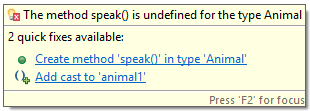 The method speak() is undefined for the type Animal
2 quick fixes available:
Create method 'speak()' in type 'Animal'
Add cast to 'animal1'
Press 'F2' for focus